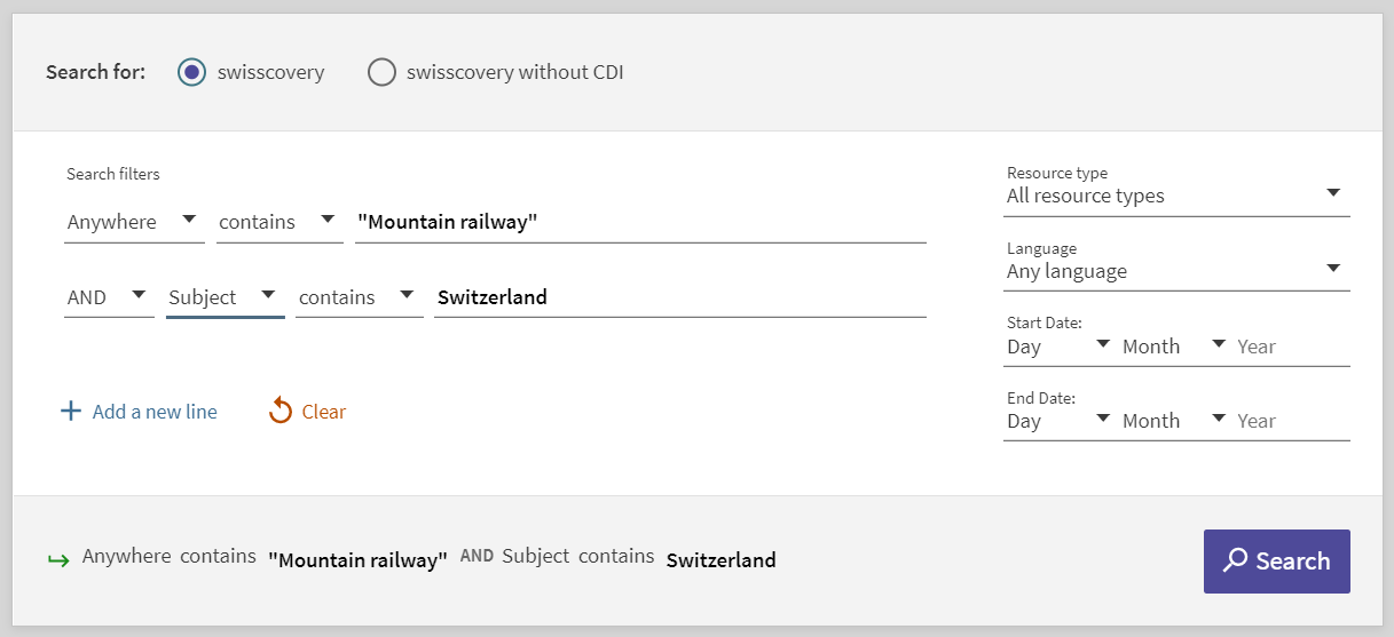 Search for: swisscovery swisscovery without CDI
Search filters
Anywhere contains "Mountain railway"
AND Subject contains Switzerland
Add a new line Clear
Resource type
All resource types
Language
Any language
Start Date:
Day Month Year
End Date:
Day Month Year
Anywhere contains "Mountain railway" AND Subject contains Switzerland
Search